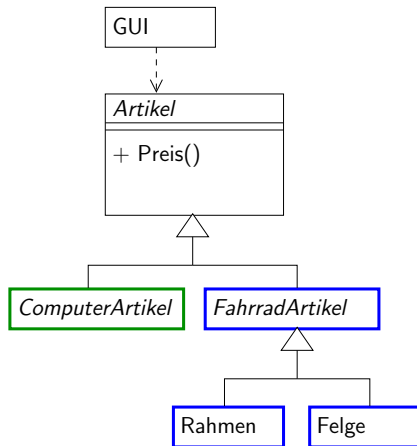 GUI
Artikel
+ Preis()
ComputerArtikel
FahrradArtikel
Rahmen
Felge